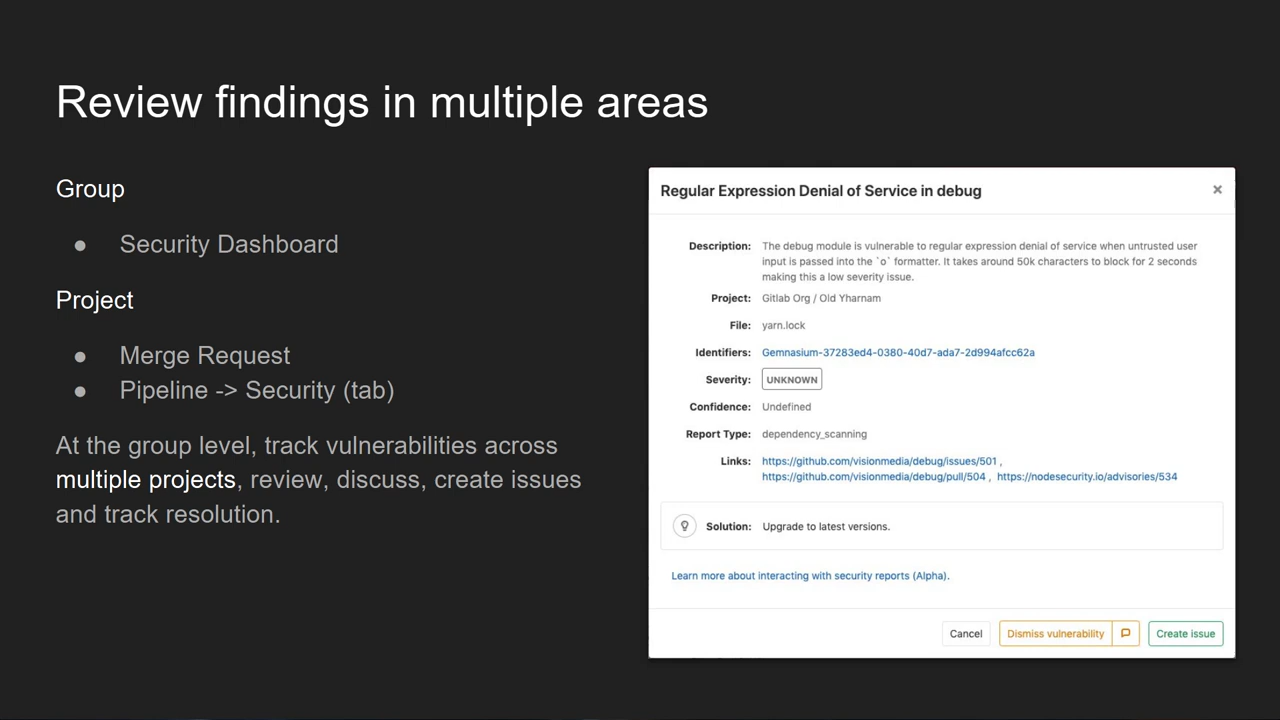 Review findings in multiple areas
Group
● Security Dashboard
Project
● Merge Request
● Pipeline -> Security (tab)
At the group level, track vulnerabilities across
multiple projects, review, discuss, create issues
and track resolution.
Regular Expression Denial of Service in debug ×
Description: The debug module is vulnerable to regular expression denial of service when untrusted user
input is passed into the `o` formatter. It takes around 50k characters to block for 2 seconds
making this a low severity issue.
Project: Gitlab Org / Old Yharnam
File: yarn.lock
Identifiers: Gemnasium-37283ed4-0380-40d7-ada7-2d994afcc62a
Severity: UNKNOWN
Confidence: Undefined
Report Type: dependency_scanning
Links: https://github.com/visionmedia/debug/issues/501 ,
https://github.com/visionmedia/debug/pull/504 , https://nodesecurity.io/advisories/534
Solution: Upgrade to latest versions.
Learn more about interacting with security reports (Alpha).
Cancel Dismiss vulnerability Create issue